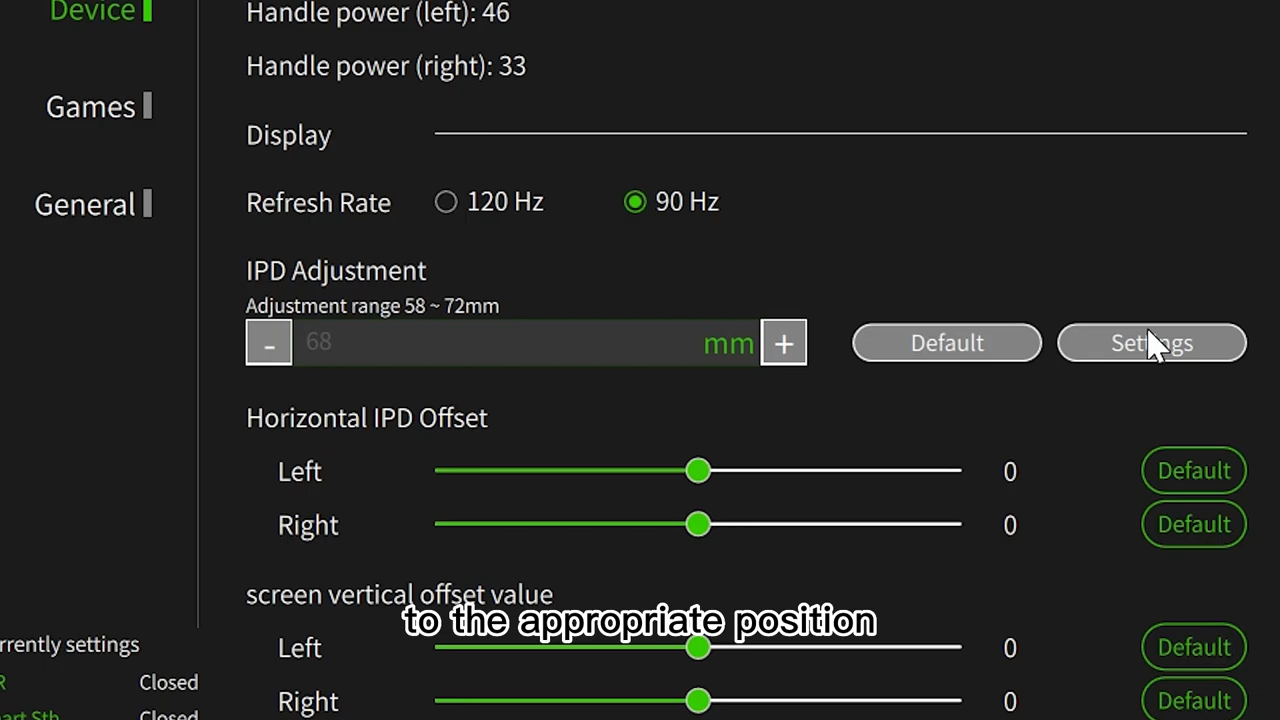 Device
Handle power (left): 46
Handle power (right): 33
Games
Display
General
Refresh Rate
120 Hz
90 Hz
IPD Adjustment
Adjustment range 58 ~ 72mm
- 68 mm +
Default
Settings
Horizontal IPD Offset
Left 0 Default
Right 0 Default
screen vertical offset value
to the appropriate position
rrently settings
Left 0 Default
R Closed
Right 0 Default
art Sth Closed